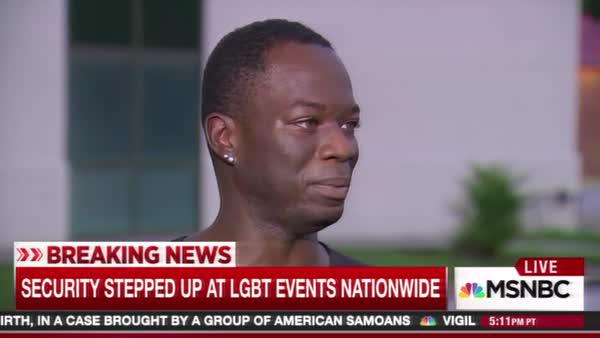 BREAKING NEWS
SECURITY STEPPED UP AT LGBT EVENTS NATIONWIDE
LIVE
MSNBC
IRTH, IN A CASE BROUGHT BY A GROUP OF AMERICAN SAMOANS VIGIL 5:11PM PT